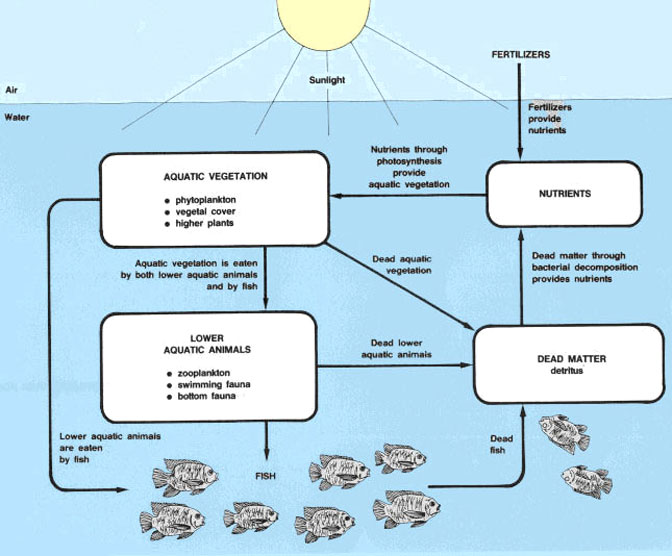 FERTILIZERS
Sunlight
Air
Water
Fertilizers
provide
nutrients
Nutrients through
photosynthesis
provide
aquatic vegetation
AQUATIC VEGETATION
• phytoplankton
• vegetal cover
• higher plants
NUTRIENTS
Aquatic vegetation is eaten
by both lower aquatic animals
and by fish
Dead aquatic
vegetation
Dead matter through
bacterial decomposition
provides nutrients
LOWER
AQUATIC ANIMALS
• zooplankton
• swimming fauna
• bottom fauna
Dead lower
aquatic animals
DEAD MATTER
detritus
Lower aquatic animals
are eaten
by fish
FISH
Dead
fish